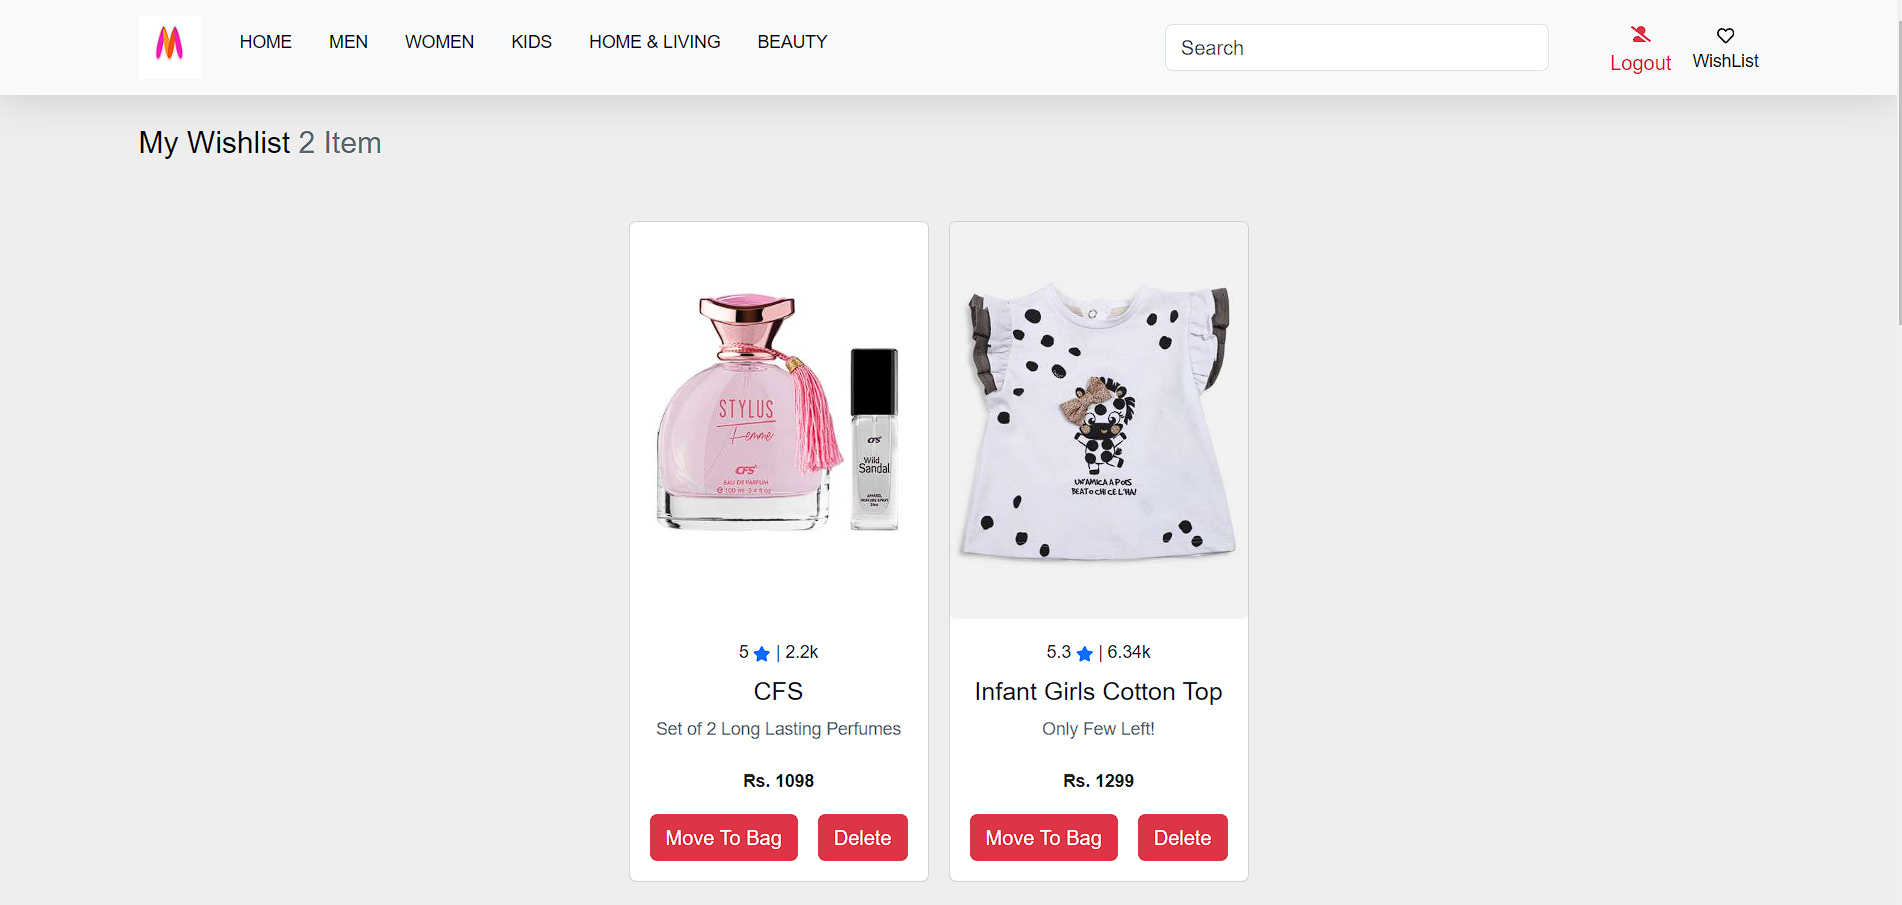 HOME MEN WOMEN KIDS HOME & LIVING BEAUTY Search Logout WishList
My Wishlist 2 Item
STYLUS
Femme
CFS
EAU DE PARFUM
100 ml 3.4 fl oz
CFS
Wild
Sandal
APPAREL
PERFUME SPRAY
UN'AMICA A POIS
BEATO CHI CE L'HA!
5 | 2.2k
CFS
Set of 2 Long Lasting Perfumes
Rs. 1098
Move To Bag Delete
5.3 | 6.34k
Infant Girls Cotton Top
Only Few Left!
Rs. 1299
Move To Bag Delete